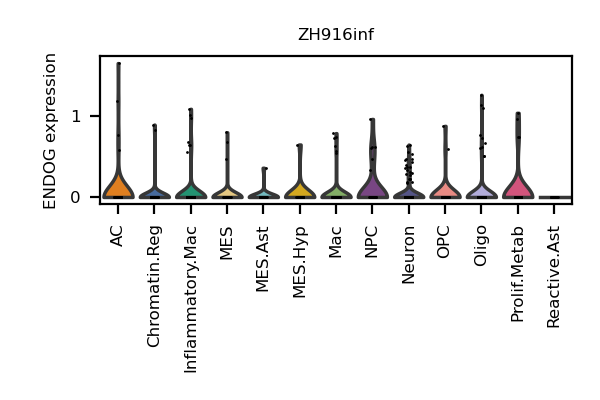 ZH916inf
ENDOG expression
1
0
AC
Chromatin.Reg
Inflammatory.Mac
MES
MES.Ast
MES.Hyp
Mac
NPC
Neuron
OPC
Oligo
Prolif.Metab
Reactive.Ast